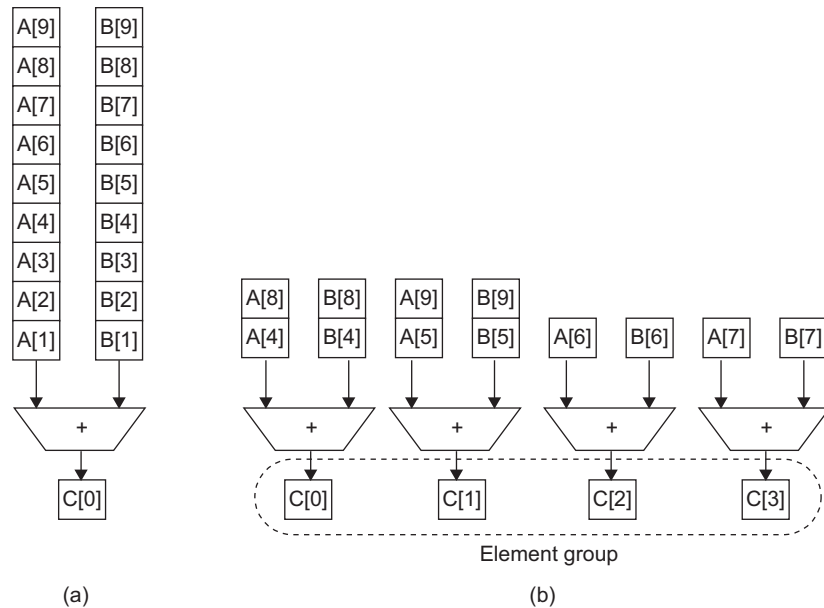 A[9] B[9]
A[8] B[8]
A[7] B[7]
A[6] B[6]
A[5] B[5]
A[4] B[4]
A[3] B[3]
A[2] B[2]
A[1] B[1]
+
C[0]
(a)
A[8] B[8] A[9] B[9]
A[4] B[4] A[5] B[5] A[6] B[6] A[7] B[7]
+ + + +
C[0] C[1] C[2] C[3]
Element group
(b)